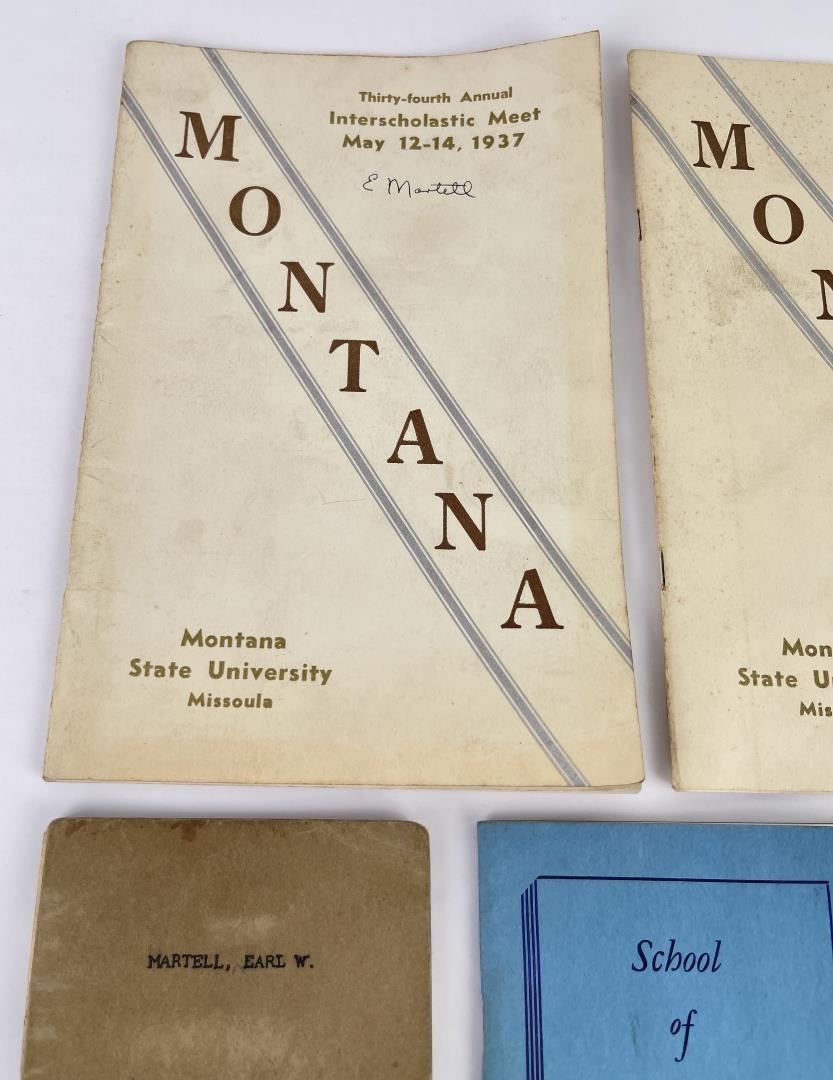 Thirty-fourth Annual
Interscholastic Meet
May 12-14, 1937
E Martell
MONTANA
Montana
State University
Missoula
M
O
N
Mon
State U
Mis
MARTELL, EARL W.
School
of